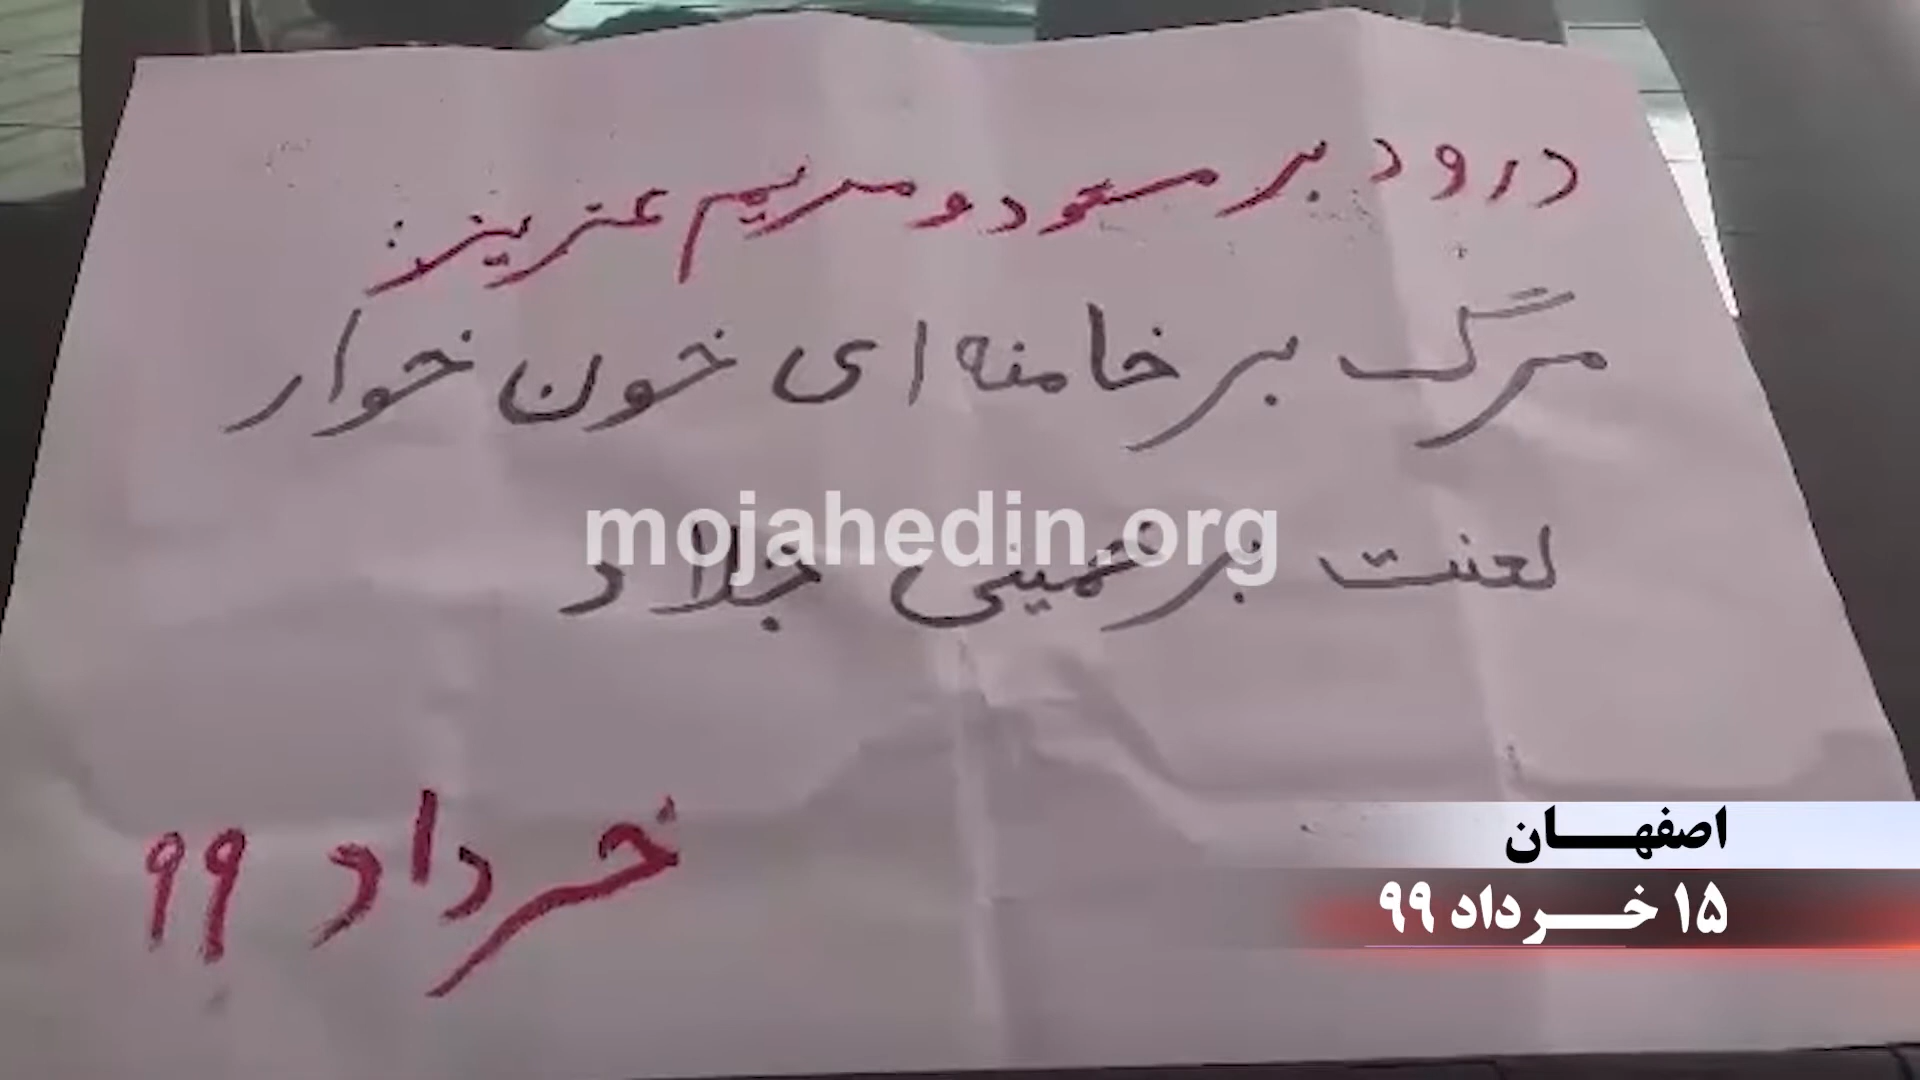 درود بر مسعود و مریم عزیز:
مرگ بر خامنه ای خون خوار
لعنت بر خمینی جلاد
mojahedin.org
خرداد ۹۹
اصفهان
۱۵ خرداد ۹۹